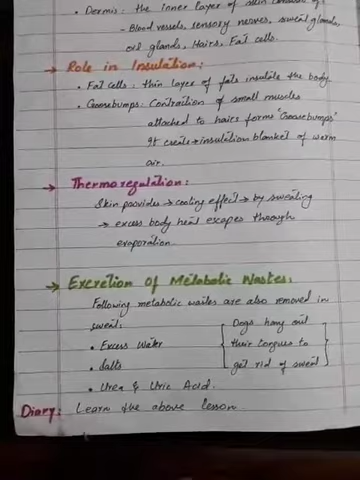 • Dermis: the inner layer of skin consist of:
- Blood vessels, sensory nerves, sweat glands,
oil glands, Hairs, Fat cells.
→ Role in Insulation:
• Fat cells: thin layer of fats insulate the body
• Goosebumps: Contraction of small muscles
attached to hairs forms "Goosebumps"
It creats → insulation blanket of warm
air.
→ Thermoregulation:
Skin provides → cooling effect → by sweating
→ excess body heat escapes through
evaporation.
→ Excretion of Metabolic Wastes:
Following metabolic wastes are also removed in
sweat:
• Excess Water
• Salts
• Urea & Uric Acid.
Dogs hang out
their tongues to
get rid of sweat
Diary: Learn the above lesson.